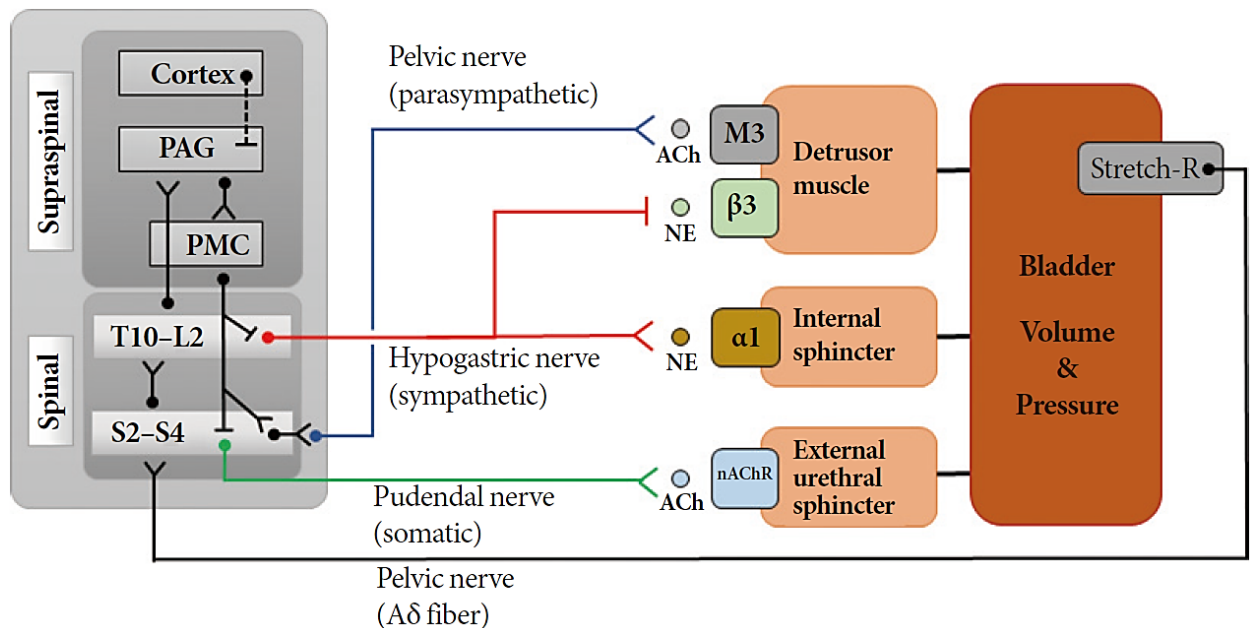 Supraspinal
Cortex
PAG
PMC
Spinal
T10–L2
S2–S4
Pelvic nerve
(parasympathetic)
ACh
NE
Hypogastric nerve
(sympathetic)
NE
Pudendal nerve
(somatic)
ACh
Pelvic nerve
(Aδ fiber)
M3
β3
Detrusor
muscle
α1
Internal
sphincter
nAChR
External
urethral
sphincter
Stretch-R
Bladder
Volume
&
Pressure